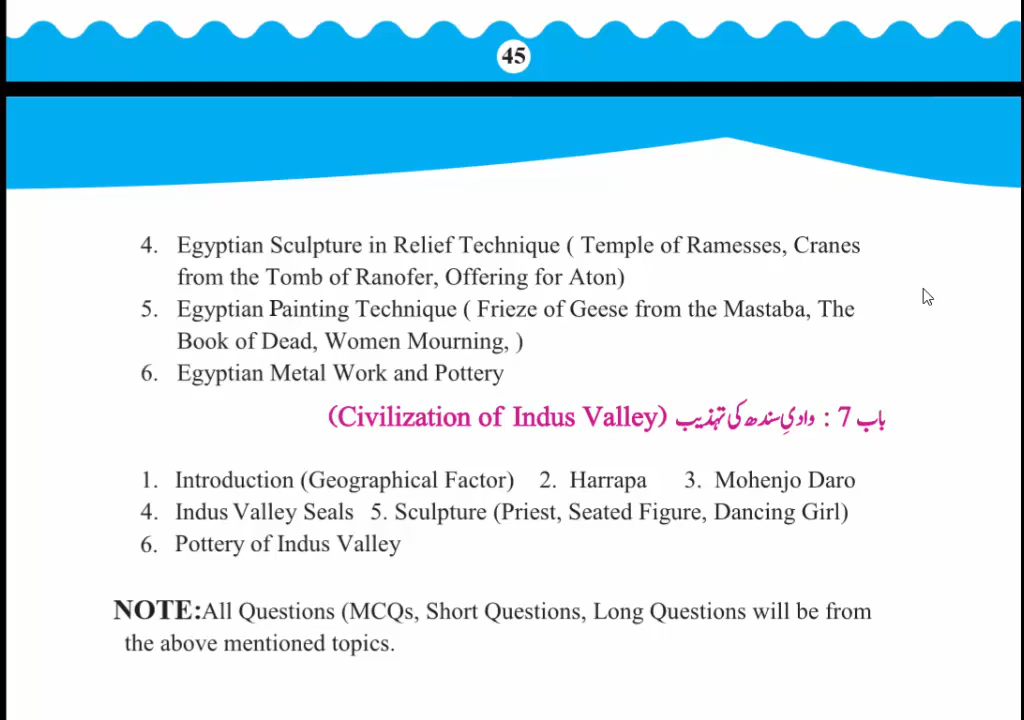 45
4. Egyptian Sculpture in Relief Technique ( Temple of Ramesses, Cranes
from the Tomb of Ranofer, Offering for Aton)
5. Egyptian Painting Technique ( Frieze of Geese from the Mastaba, The
Book of Dead, Women Mourning, )
6. Egyptian Metal Work and Pottery
باب 7 : وادیِ سندھ کی تہذیب (Civilization of Indus Valley)
1. Introduction (Geographical Factor) 2. Harrapa 3. Mohenjo Daro
4. Indus Valley Seals 5. Sculpture (Priest, Seated Figure, Dancing Girl)
6. Pottery of Indus Valley
NOTE:All Questions (MCQs, Short Questions, Long Questions will be from
the above mentioned topics.